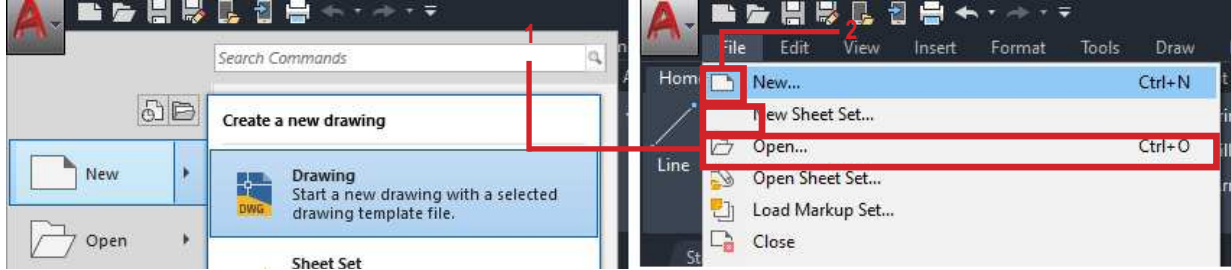 1
Search Commands
Create a new drawing
New
Drawing
Start a new drawing with a selected
drawing template file.
DWG
Open
Sheet Set
2
File Edit View Insert Format Tools Draw
Home
New... Ctrl+N
New Sheet Set...
Open... Ctrl+O
Line
Open Sheet Set...
Load Markup Set...
Close
St